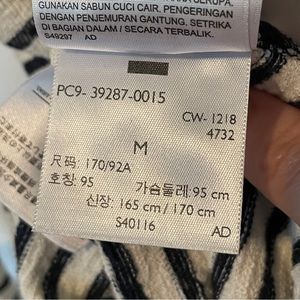 GUNAKAN SABUN CUCI CAIR, PENGERINGAN
DENGAN PENJEMURAN GANTUNG, SETRIKA
DI BAGIAN DALAM / SECARA TERBALIK.
S49297 AD
PC9- 39287-0015
CW- 1218
4732
M
尺码: 170/92A
호칭: 95 가슴둘레: 95 cm
신장: 165 cm / 170 cm
S40116
AD